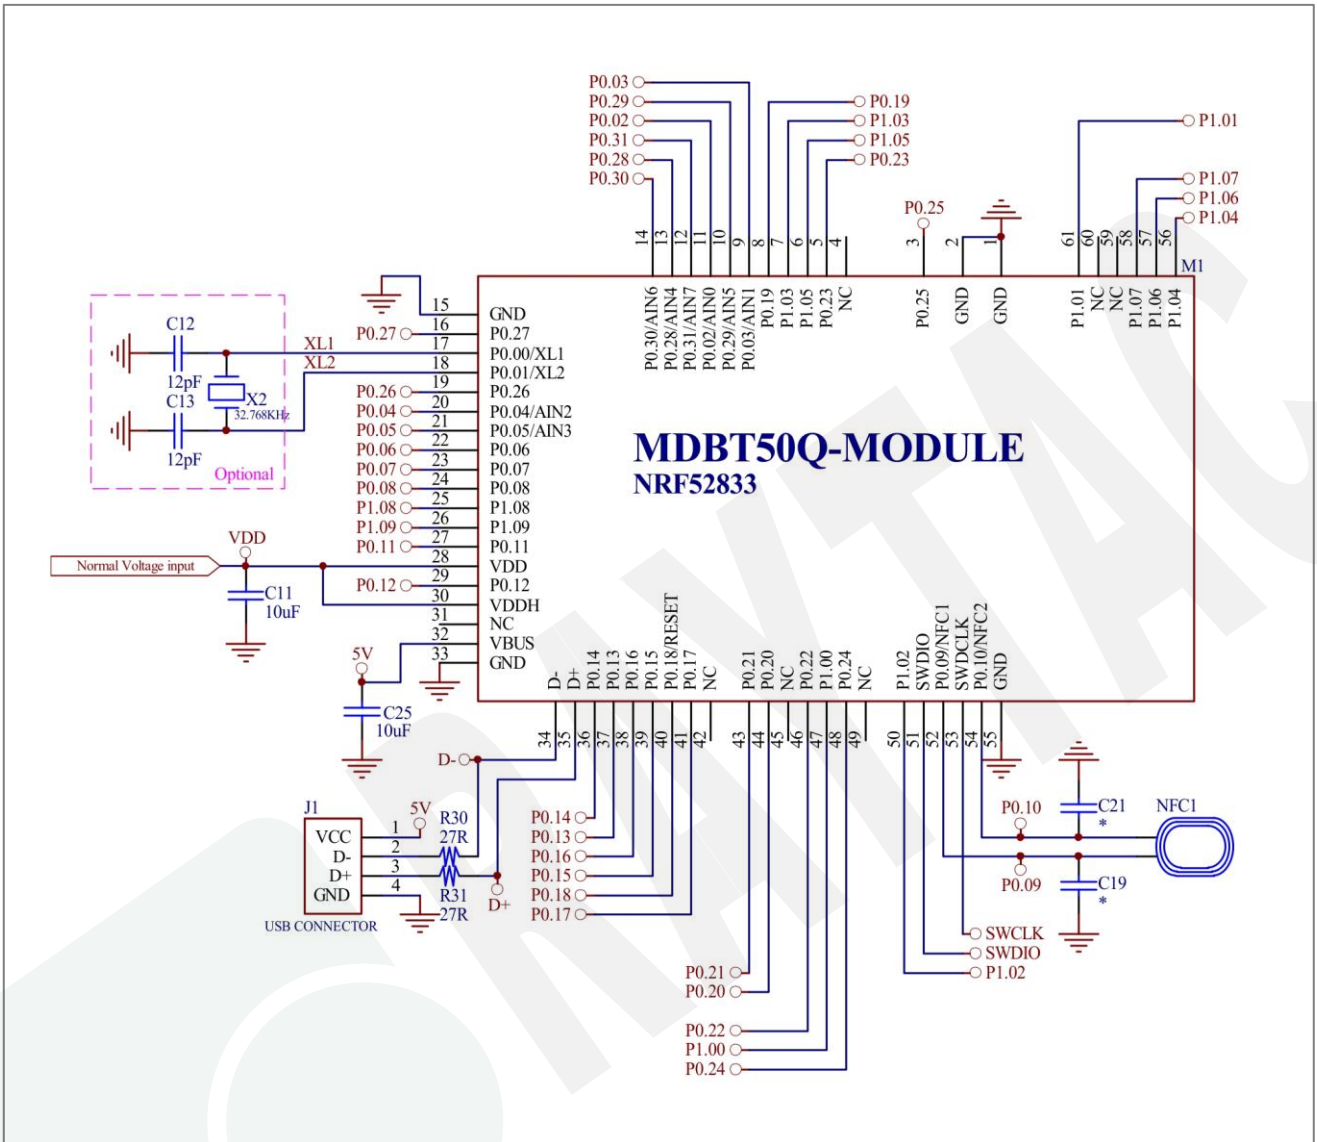 P0.03
P0.29
P0.02
P0.31
P0.28
P0.30
P0.19
P1.03
P1.05
P0.23
P1.01
P1.07
P1.06
P1.04
P0.25
14 13 12 11 10 9 8 7 6 5 4 3 2 1 61 60 59 58 57 56
M1
P0.30/AIN6
P0.28/AIN4
P0.31/AIN7
P0.02/AIN0
P0.29/AIN5
P0.03/AIN1
P0.19
P1.03
P1.05
P0.23
NC
P0.25
GND
GND
P1.01
NC
NC
P1.07
P1.06
P1.04
15 GND
P0.27 16 P0.27
XL1 17 P0.00/XL1
XL2 18 P0.01/XL2
P0.26 19 P0.26
P0.04 20 P0.04/AIN2
P0.05 21 P0.05/AIN3
P0.06 22 P0.06
P0.07 23 P0.07
P0.08 24 P0.08
P1.08 25 P1.08
P1.09 26 P1.09
P0.11 27 P0.11
28 VDD
P0.12 29 P0.12
30 VDDH
31 NC
32 VBUS
33 GND
C12
12pF
C13
12pF
X2
32.768KHz
Optional
MDBT50Q-MODULE
NRF52833
VDD
Normal Voltage input
C11
10uF
5V
C25
10uF
D-
D+
P0.14
P0.13
P0.16
P0.15
P0.18/RESET
P0.17
NC
P0.21
P0.20
NC
P0.22
P1.00
P0.24
NC
P1.02
SWDIO
P0.09/NFC1
SWDCLK
P0.10/NFC2
GND
34 35 36 37 38 39 40 41 42 43 44 45 46 47 48 49 50 51 52 53 54 55
D-
J1
VCC 1 5V
D- 2
D+ 3
GND 4
USB CONNECTOR
R30
27R
R31
27R
D+
P0.14
P0.13
P0.16
P0.15
P0.18
P0.17
P0.21
P0.20
P0.22
P1.00
P0.24
P0.10
P0.09
C21
*
C19
*
NFC1
SWCLK
SWDIO
P1.02
RAYTAC